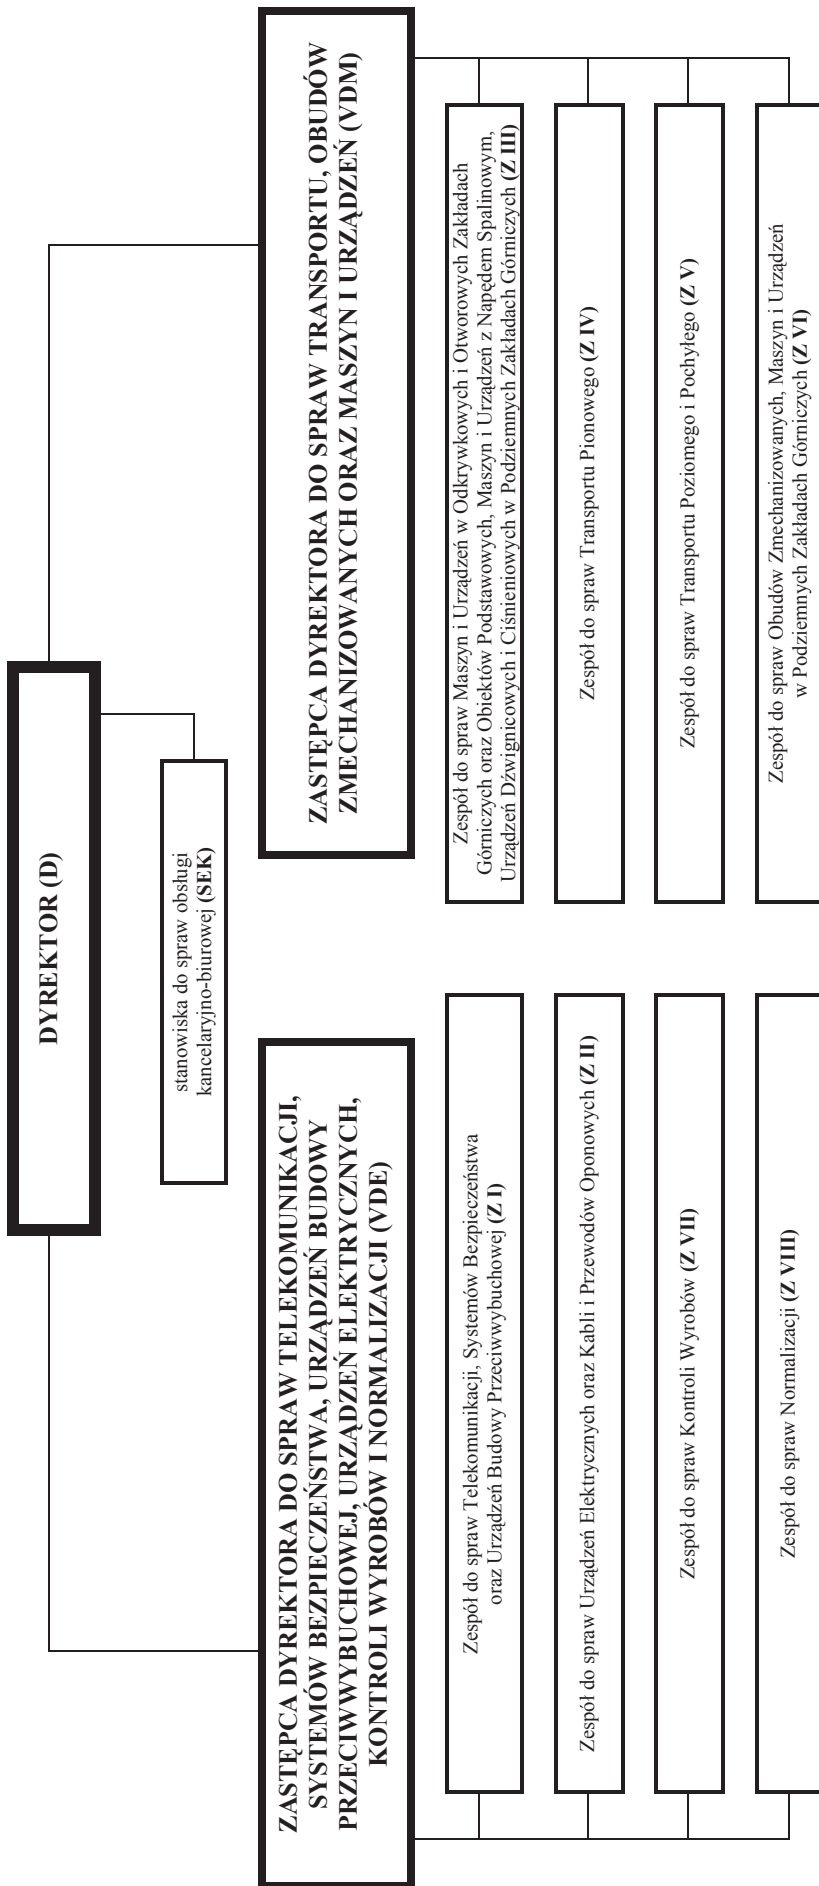 DYREKTOR (D)
stanowiska do spraw obsługi
kancelaryjno-biurowej (SEK)
ZASTĘPCA DYREKTORA DO SPRAW TELEKOMUNIKACJI,
SYSTEMÓW BEZPIECZEŃSTWA, URZĄDZEŃ BUDOWY
PRZECIWWYBUCHOWEJ, URZĄDZEŃ ELEKTRYCZNYCH,
KONTROLI WYROBÓW I NORMALIZACJI (VDE)
Zespół do spraw Telekomunikacji, Systemów Bezpieczeństwa
oraz Urządzeń Budowy Przeciwwybuchowej (Z I)
Zespół do spraw Urządzeń Elektrycznych oraz Kabli i Przewodów Oponowych (Z II)
Zespół do spraw Kontroli Wyrobów (Z VII)
Zespół do spraw Normalizacji (Z VIII)
ZASTĘPCA DYREKTORA DO SPRAW TRANSPORTU, OBUDÓW
ZMECHANIZOWANYCH ORAZ MASZYN I URZĄDZEŃ (VDM)
Zespół do spraw Maszyn i Urządzeń w Odkrywkowych i Otworowych Zakładach
Górniczych oraz Obiektów Podstawowych, Maszyn i Urządzeń z Napędem Spalinowym,
Urządzeń Dźwignicowych i Ciśnieniowych w Podziemnych Zakładach Górniczych (Z III)
Zespół do spraw Transportu Pionowego (Z IV)
Zespół do spraw Transportu Poziomego i Pochyłego (Z V)
Zespół do spraw Obudów Zmechanizowanych, Maszyn i Urządzeń
w Podziemnych Zakładach Górniczych (Z VI)